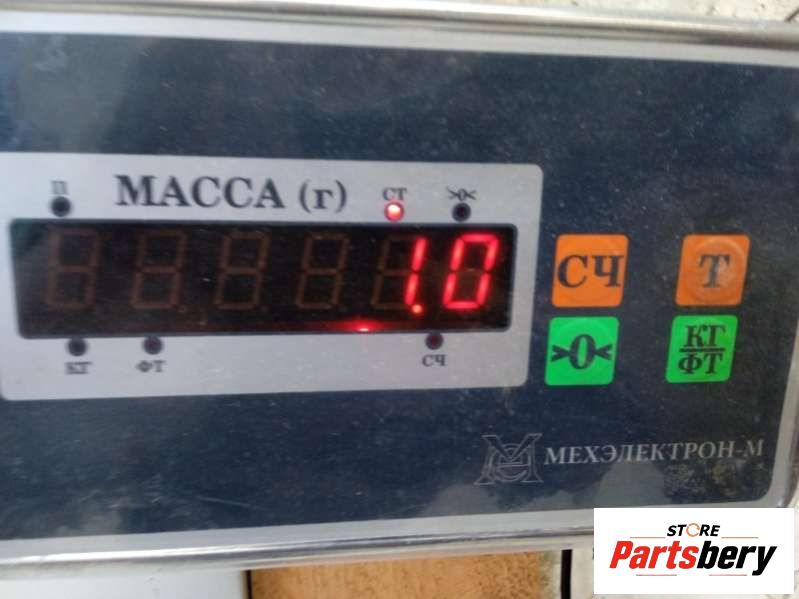 П
МАССА (г)
СТ
>0<
1.0
КГ
ФТ
СЧ
СЧ
Т
>0<
КГ
ФТ
МЕХЭЛЕКТРОН-М
STORE
Partsbery